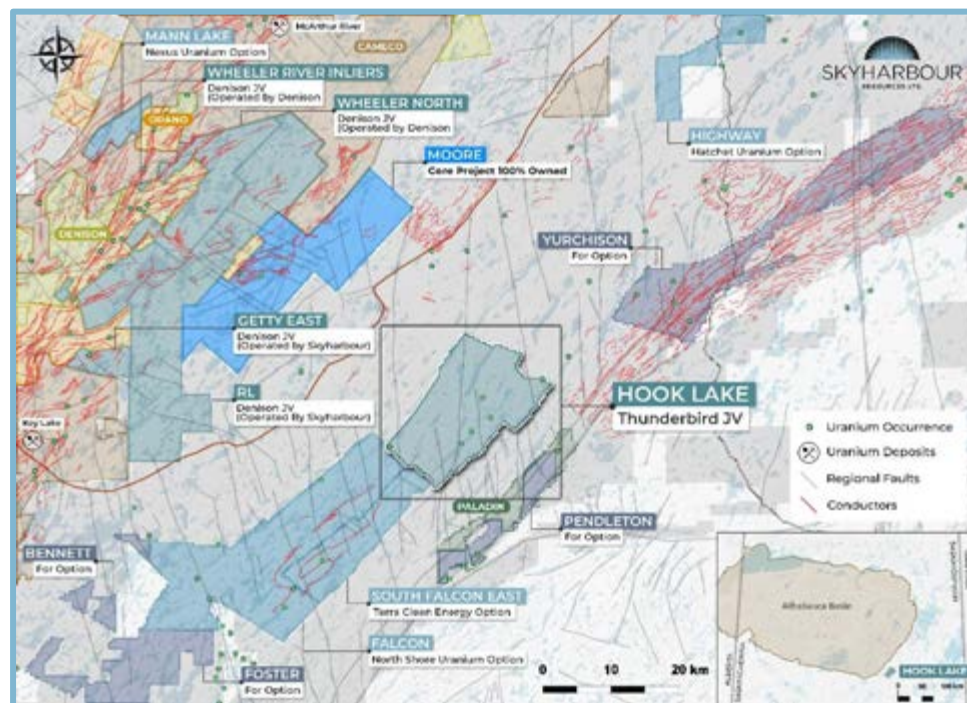 McArthur River
MANN LAKE
Nexus Uranium Option
CAMECO
WHEELER RIVER INLIERS
Denison JV
(Operated By Denison
ORANO
WHEELER NORTH
Denison JV
(Operated by Denison
MOORE
Core Project 100% Owned
SKYHARBOUR
RESOURCES LTD
HIGHWAY
Hatchet Uranium Option
DENISON
YURCHISON
For Option
GETTY EAST
Denison JV
(Operated by Skyharbour)
RL
Denison JV
(Operated By Skyharbour)
Key Lake
HOOK LAKE
Thunderbird JV
Uranium Occurrence
Uranium Deposits
Regional Faults
Conductors
PALADIN
PENDLETON
For Option
BENNETT
For Option
SOUTH FALCON EAST
Terra Clean Energy Option
FALCON
North Shore Uranium Option
FOSTER
For Option
0 10 20 km
Athabasca Basin
HOOK LAKE